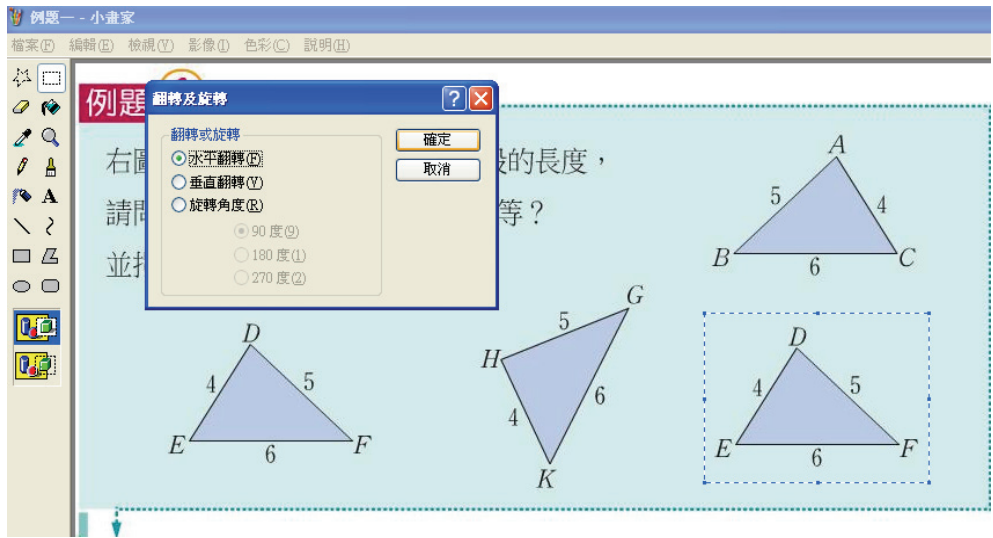 例題一 - 小畫家
檔案(F) 編輯(E) 檢視(V) 影像(I) 色彩(C) 說明(H)
例題
翻轉及旋轉
翻轉或旋轉
水平翻轉(F)
垂直翻轉(V)
旋轉角度(R)
90 度(9)
180 度(1)
270 度(2)
確定
取消
右 段的長度，
請 等？
並
A
5 4
B 6 C
D
4 5
E 6 F
G
5
H
6
4
K
D
4 5
E 6 F
A